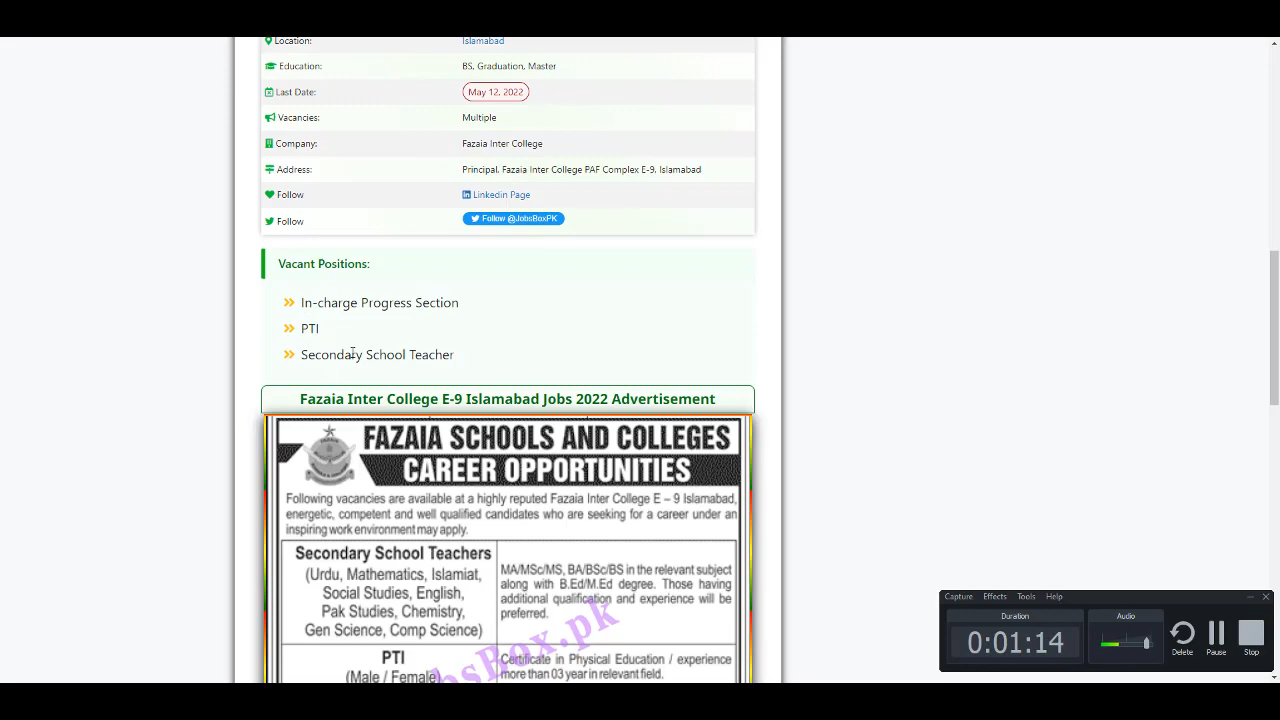 Location: Islamabad
Education: BS, Graduation, Master
Last Date: May 12, 2022
Vacancies: Multiple
Company: Fazaia Inter College
Address: Principal, Fazaia Inter College PAF Complex E-9, Islamabad
Follow Linkedin Page
Follow Follow @JobsBoxPK
Vacant Positions:
In-charge Progress Section
PTI
Secondary School Teacher
Fazaia Inter College E-9 Islamabad Jobs 2022 Advertisement
FAZAIA SCHOOLS AND COLLEGES
CAREER OPPORTUNITIES
Following vacancies are available at a highly reputed Fazaia Inter College E – 9 Islamabad,
energetic, competent and well qualified candidates who are seeking for a career under an
inspiring work environment may apply.
Secondary School Teachers
(Urdu, Mathematics, Islamiat,
Social Studies, English,
Pak Studies, Chemistry,
Gen Science, Comp Science)
MA/MSc/MS, BA/BSc/BS in the relevant subject
along with B.Ed/M.Ed degree. Those having
additional qualification and experience will be
preferred.
PTI
(Male / Female)
Certificate in Physical Education / experience
more than 03 year in relevant field.
Capture Effects Tools Help
Duration
0:01:14
Audio
Delete Pause Stop